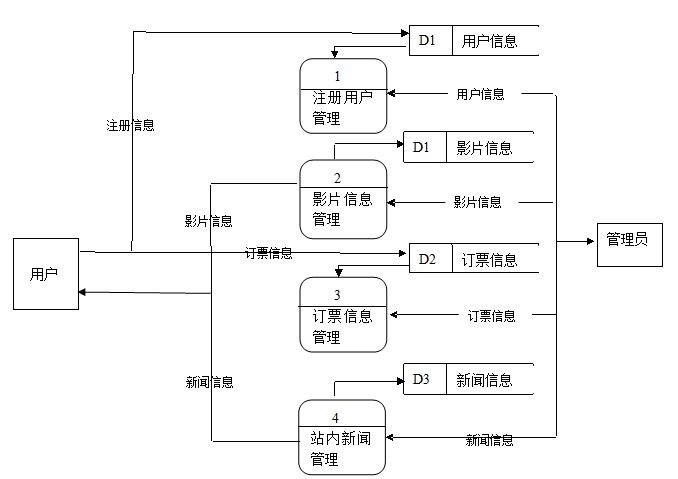 D1 用户信息
1
注册用户
管理
用户信息
注册信息
D1 影片信息
2
影片信息
管理
影片信息
影片信息
用户
订票信息
D2 订票信息
管理员
3
订票信息
管理
订票信息
新闻信息
D3 新闻信息
4
站内新闻
管理
新闻信息